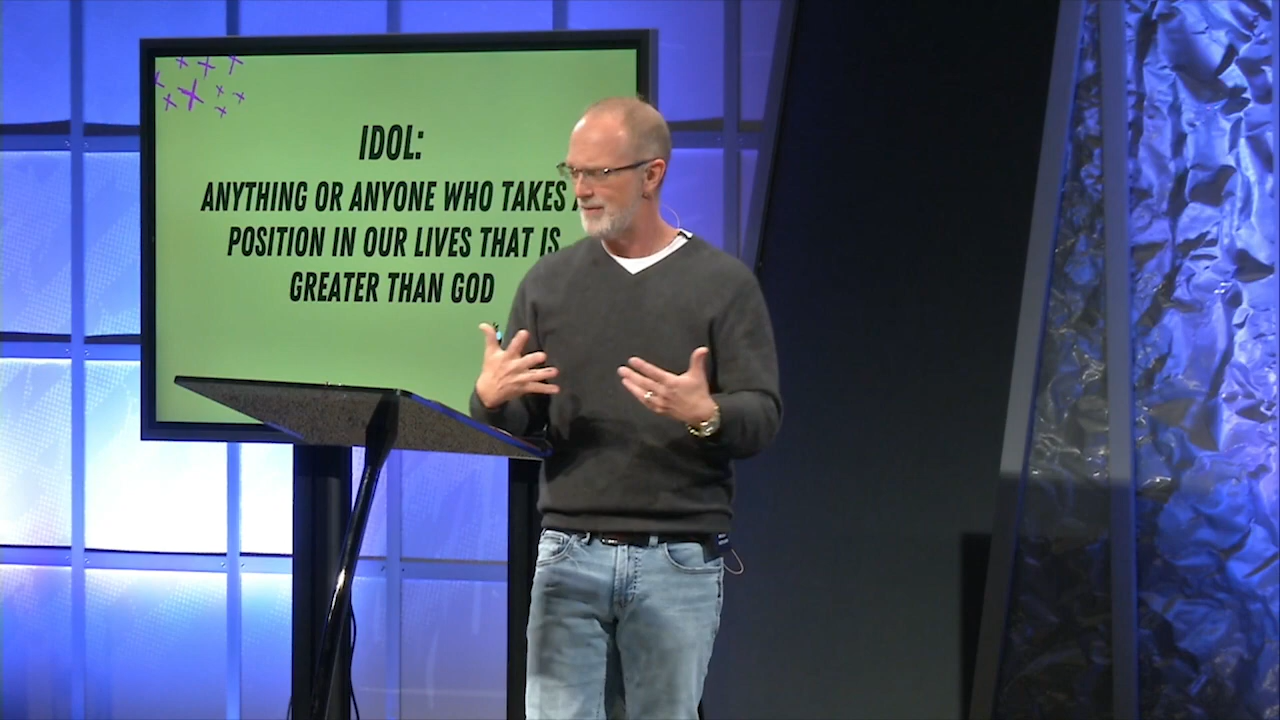 IDOL:
ANYTHING OR ANYONE WHO TAKES
POSITION IN OUR LIVES THAT IS
GREATER THAN GOD